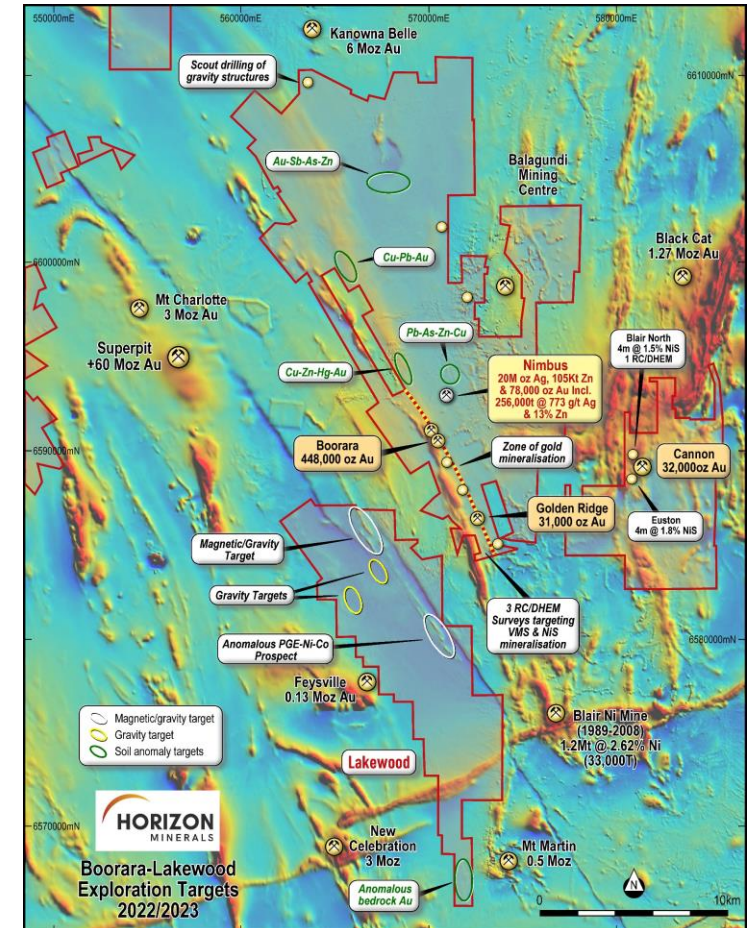 550000mE
560000mE
570000mE
580000mE
Kanowna Belle
6 Moz Au
Scout drilling of
gravity structures
6610000mN
Au-Sb-As-Zn
Balagundi
Mining
Centre
Black Cat
1.27 Moz Au
6600000mN
Cu-Pb-Au
Mt Charlotte
3 Moz Au
Superpit
+60 Moz Au
Pb-As-Zn-Cu
Blair North
4m @ 1.5% NiS
1 RC/DHEM
Cu-Zn-Hg-Au
Nimbus
20M oz Ag, 105Kt Zn
& 78,000 oz Au Incl.
256,000t @ 773 g/t Ag
& 13% Zn
6590000mN
Boorara
448,000 oz Au
Zone of gold
mineralisation
Cannon
32,000oz Au
Golden Ridge
31,000 oz Au
Euston
4m @ 1.8% NiS
Magnetic/Gravity
Target
Gravity Targets
3 RC/DHEM
Surveys targeting
VMS & NiS
mineralisation
6580000mN
Anomalous PGE-Ni-Co
Prospect
Feysville
0.13 Moz Au
Magnetic/gravity target
Gravity target
Soil anomaly targets
Blair Ni Mine
(1989-2008)
1.2Mt @ 2.62% Ni
(33,000T)
Lakewood
HORIZON
MINERALS
6570000mN
New
Celebration
3 Moz
Mt Martin
0.5 Moz
Boorara-Lakewood
Exploration Targets
2022/2023
Anomalous
bedrock Au
N
0
10km